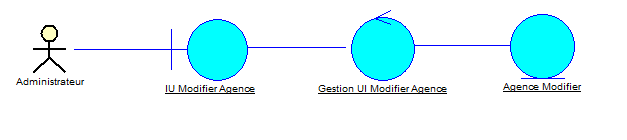 Administrateur
IU Modifier Agence
Gestion UI Modifier Agence
Agence Modifier